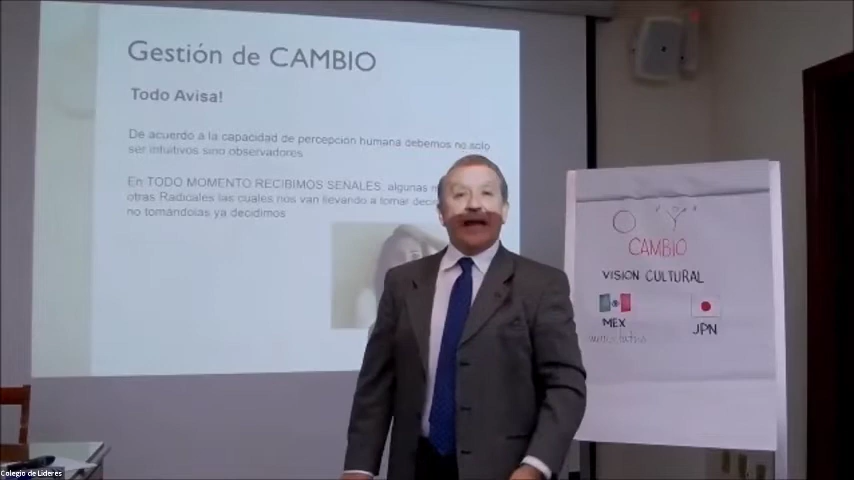 Gestión de CAMBIO
Todo Avisa!
De acuerdo a la capacidad de percepción humana debemos no solo
ser intuitivos sino observadores
En TODO MOMENTO RECIBIMOS SEÑALES, algunas
otras Radicales las cuales nos van llevando a tomar
no tomándolas ya decidimos
CAMBIO
VISION CULTURAL
MEX
JPN
Colegio de Lideres